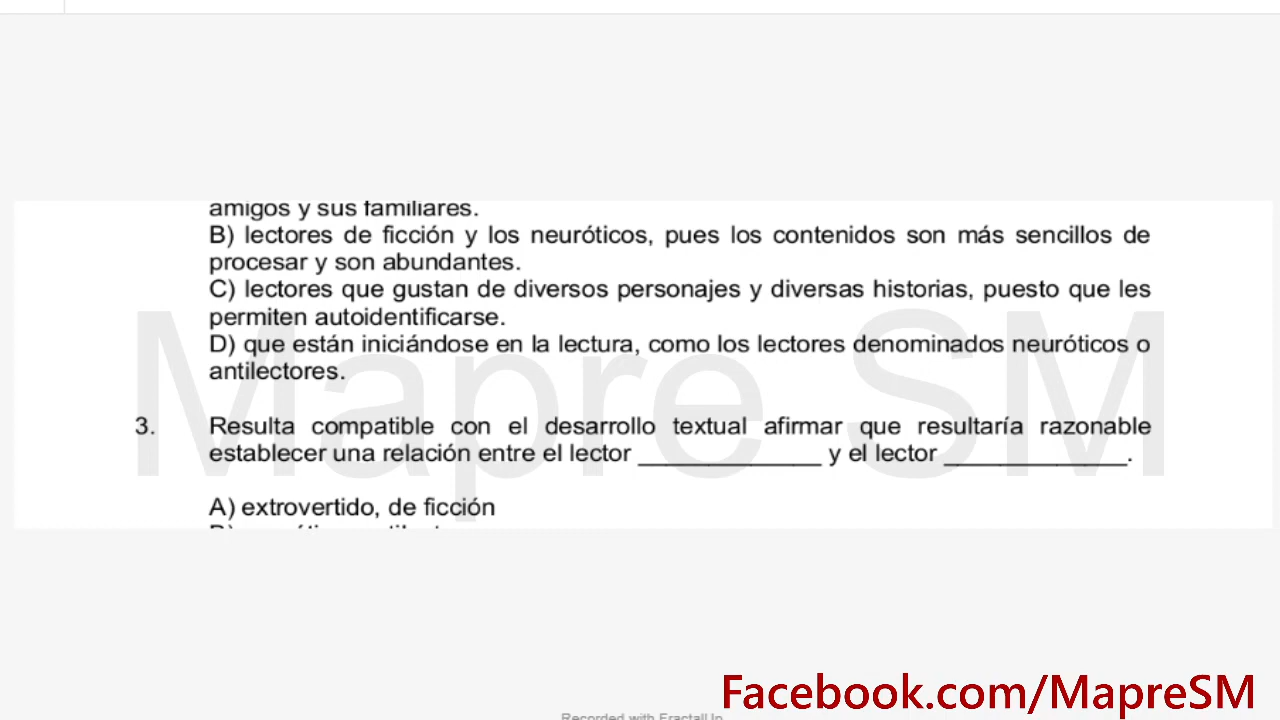 amigos y sus familiares.
B) lectores de ficción y los neuróticos, pues los contenidos son más sencillos de
procesar y son abundantes.
C) lectores que gustan de diversos personajes y diversas historias, puesto que les
permiten autoidentificarse.
D) que están iniciándose en la lectura, como los lectores denominados neuróticos o
antilectores.
3. Resulta compatible con el desarrollo textual afirmar que resultaría razonable
establecer una relación entre el lector ______________ y el lector ______________.
A) extrovertido, de ficción
Mapre SM
Facebook.com/MapreSM
Recorded with FractalUp